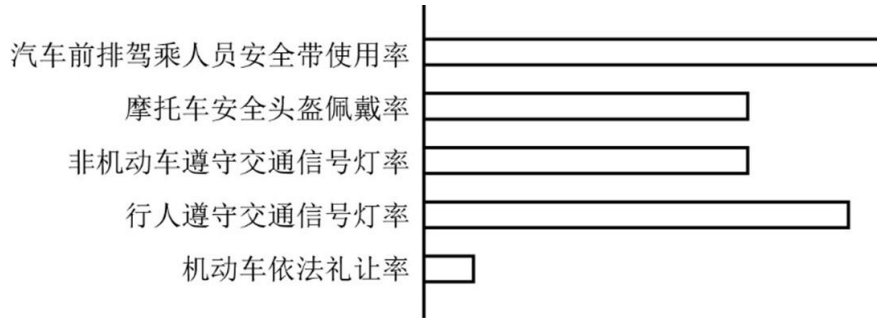 汽车前排驾乘人员安全带使用率
摩托车安全头盔佩戴率
非机动车遵守交通信号灯率
行人遵守交通信号灯率
机动车依法礼让率